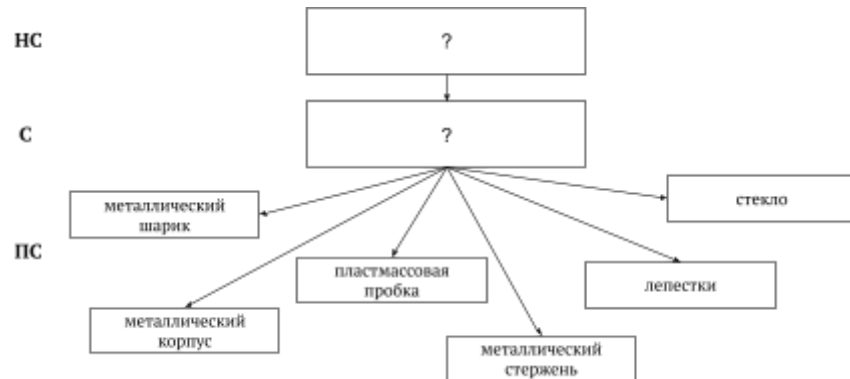 НС
?
С
?
металлический
шарик
стекло
ПС
пластмассовая
пробка
лепестки
металлический
корпус
металлический
стержень